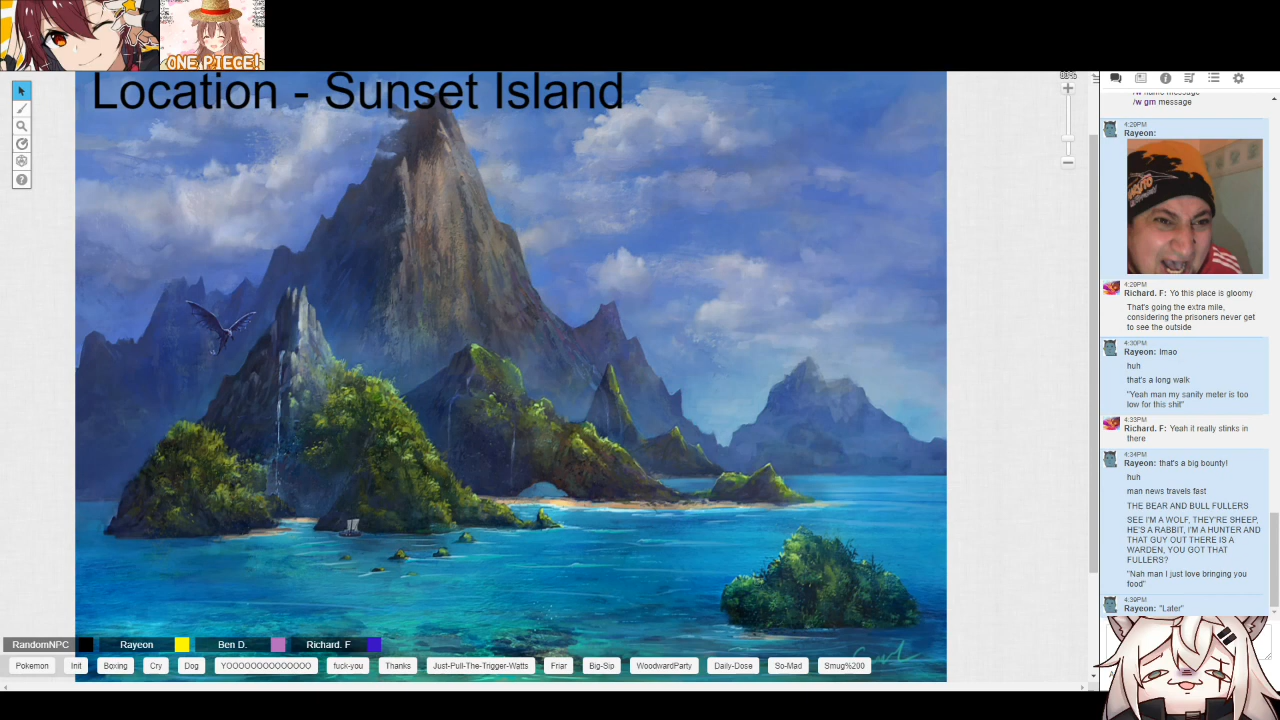 ONE PIECE!
Location - Sunset Island
/w name message
/w gm message
4:29PM
Rayeon:
4:29PM
Richard. F: Yo this place is gloomy
That's going the extra mile,
considering the prisoners never get
to see the outside
4:30PM
Rayeon: lmao
huh
that's a long walk
"Yeah man my sanity meter is too
low for this shit"
4:33PM
Richard. F: Yeah it really stinks in
there
4:34PM
Rayeon: that's a big bounty!
huh
man news travels fast
THE BEAR AND BULL FULLERS
SEE I'M A WOLF, THEY'RE SHEEP,
HE'S A RABBIT, I'M A HUNTER AND
THAT GUY OUT THERE IS A
WARDEN, YOU GOT THAT
FULLERS?
"Nah man I just love bringing you
food"
4:39PM
Rayeon: "Later"
RandomNPC Rayeon Ben D. Richard. F
Pokemon Init Boxing Cry Dog YOOOOOOOOOOOOO fuck-you Thanks Just-Pull-The-Trigger-Watts Friar Big-Sip WoodwardParty Daily-Dose So-Mad Smug%200